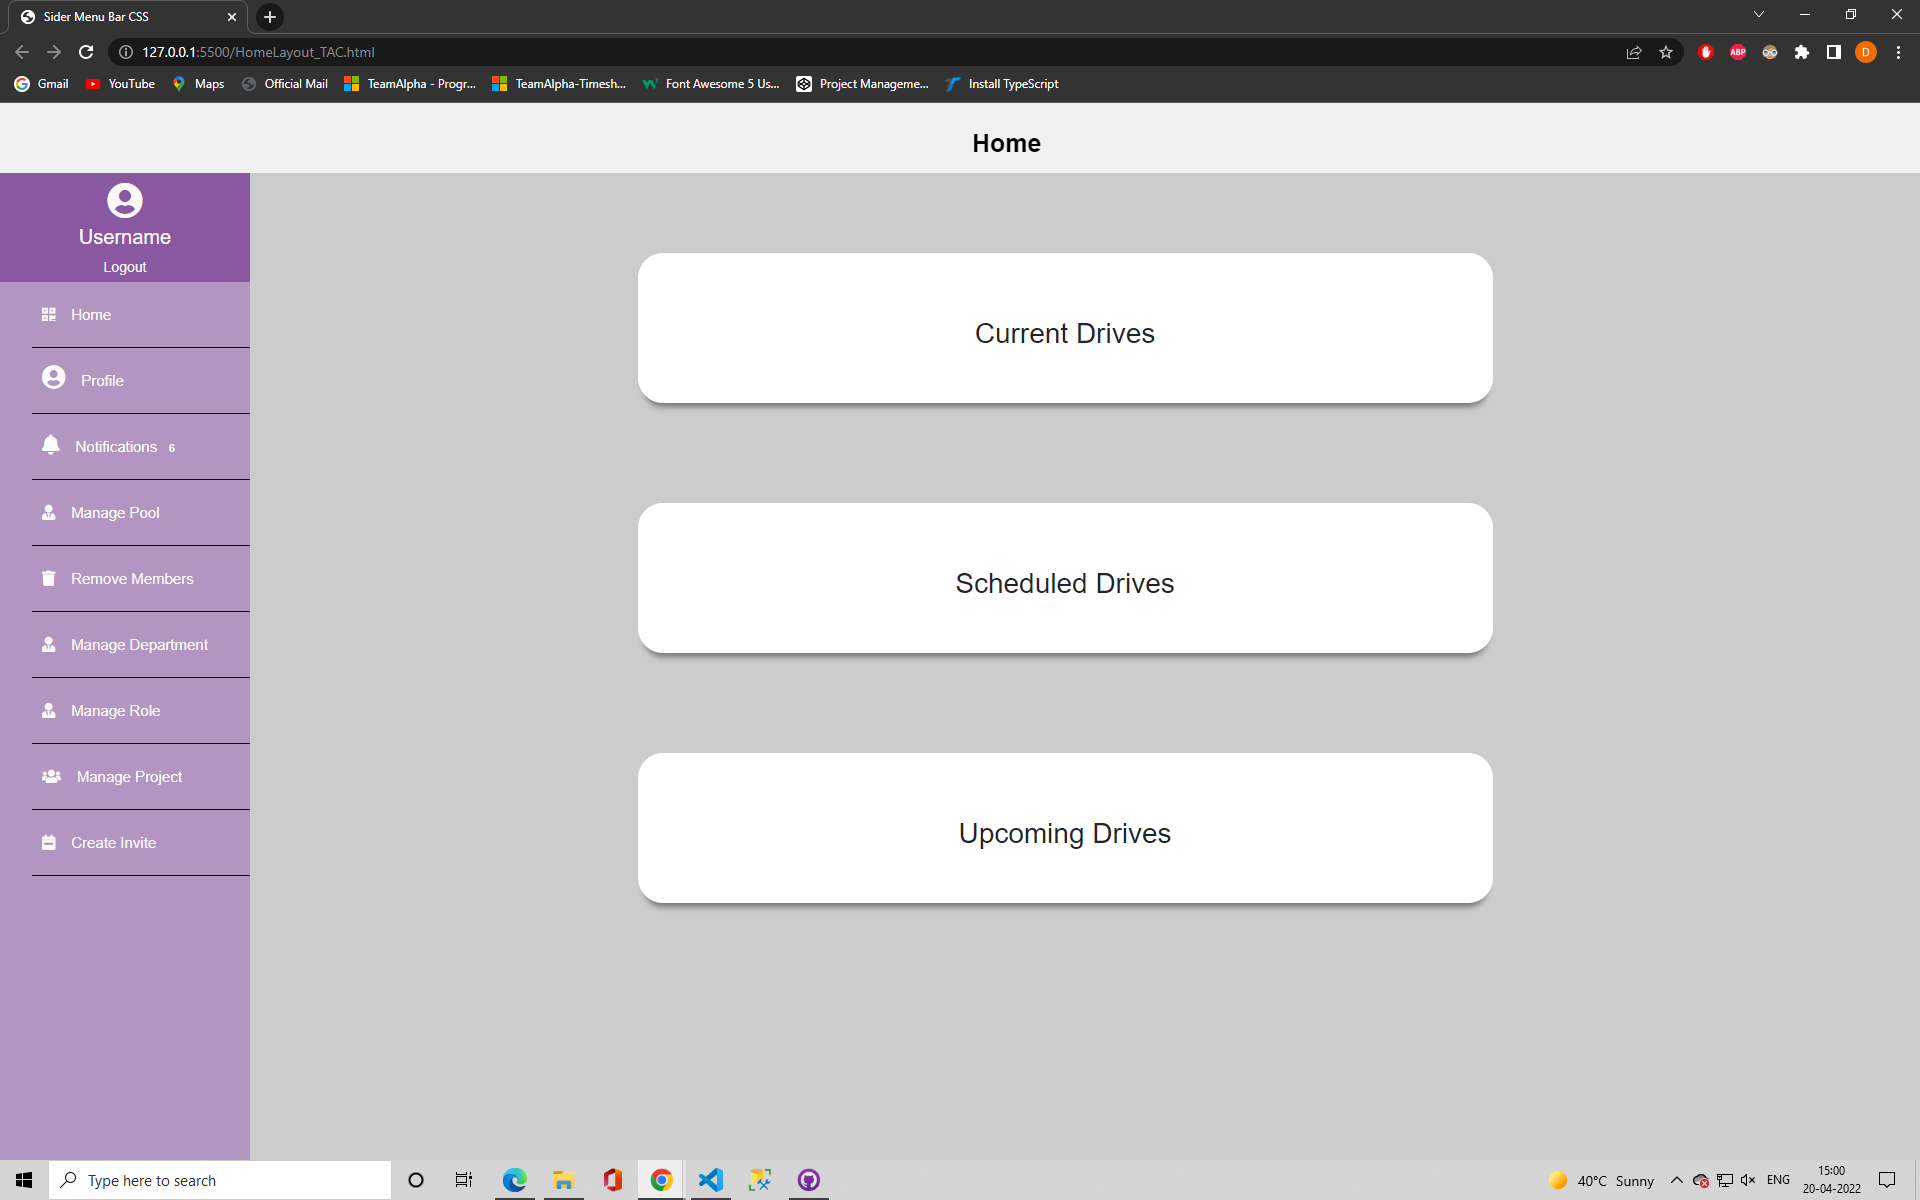 Sider Menu Bar CSS
127.0.0.1:5500/HomeLayout_TAC.html
ABP
D
Gmail YouTube Maps Official Mail TeamAlpha - Progr... TeamAlpha-Timesh... Font Awesome 5 Us... Project Manageme... Install TypeScript
Home
Username
Logout
Home
Profile
Notifications 6
Manage Pool
Remove Members
Manage Department
Manage Role
Manage Project
Create Invite
Current Drives
Scheduled Drives
Upcoming Drives
Type here to search
40°C Sunny
ENG
15:00
20-04-2022